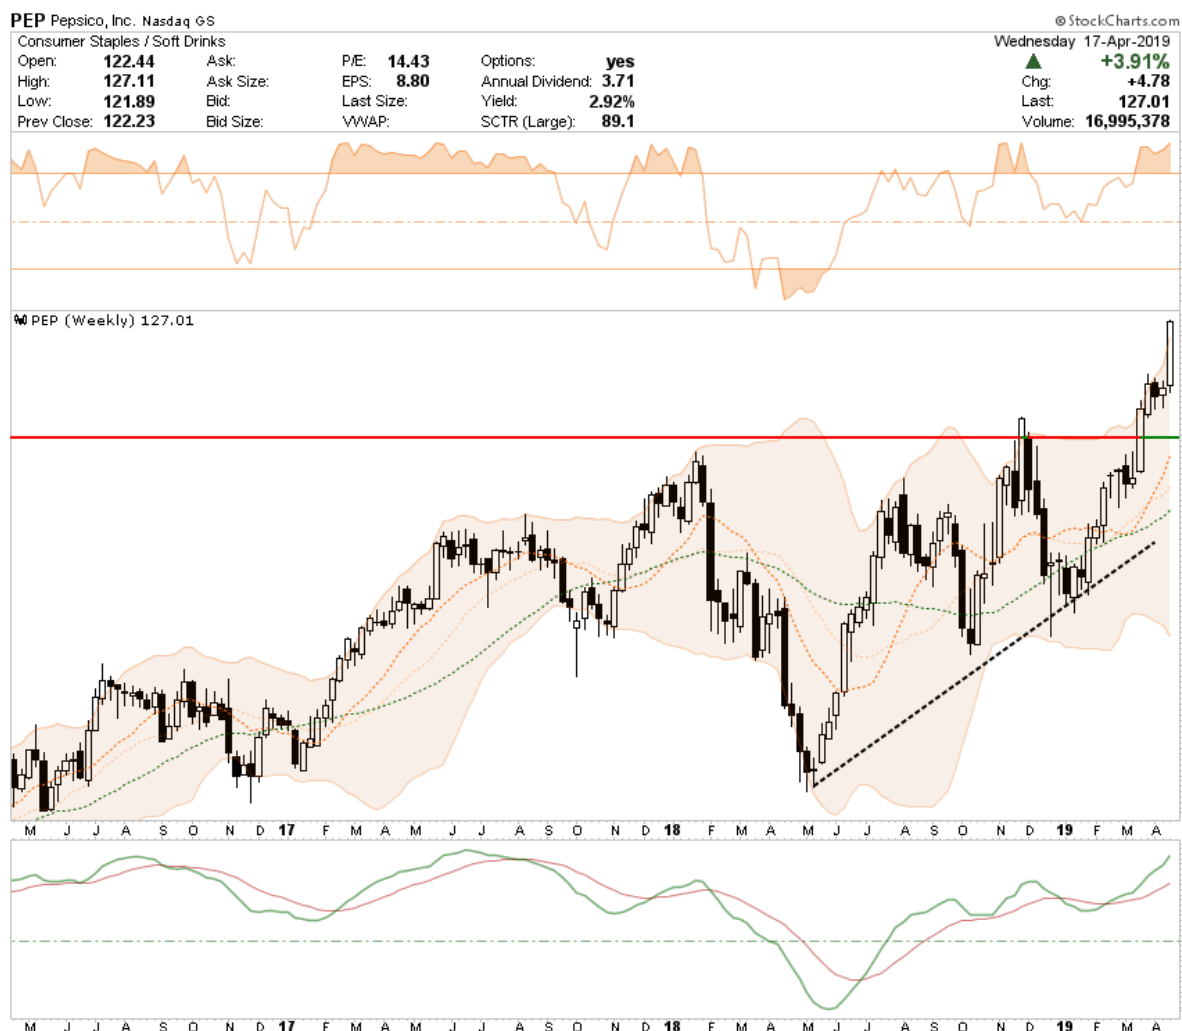 PEP Pepsico, Inc. Nasdaq GS © StockCharts.com
Consumer Staples / Soft Drinks Wednesday 17-Apr-2019
Open: 122.44 Ask: P/E: 14.43 Options: yes ▲ +3.91%
High: 127.11 Ask Size: EPS: 8.80 Annual Dividend: 3.71 Chg: +4.78
Low: 121.89 Bid: Last Size: Yield: 2.92% Last: 127.01
Prev Close: 122.23 Bid Size: VWAP: SCTR (Large): 89.1 Volume: 16,995,378
PEP (Weekly) 127.01
M J J A S O N D 17 F M A M J J A S O N D 18 F M A M J J A S O N D 19 F M A
M J J A S O N D 17 F M A M J J A S O N D 18 F M A M J J A S O N D 19 F M A